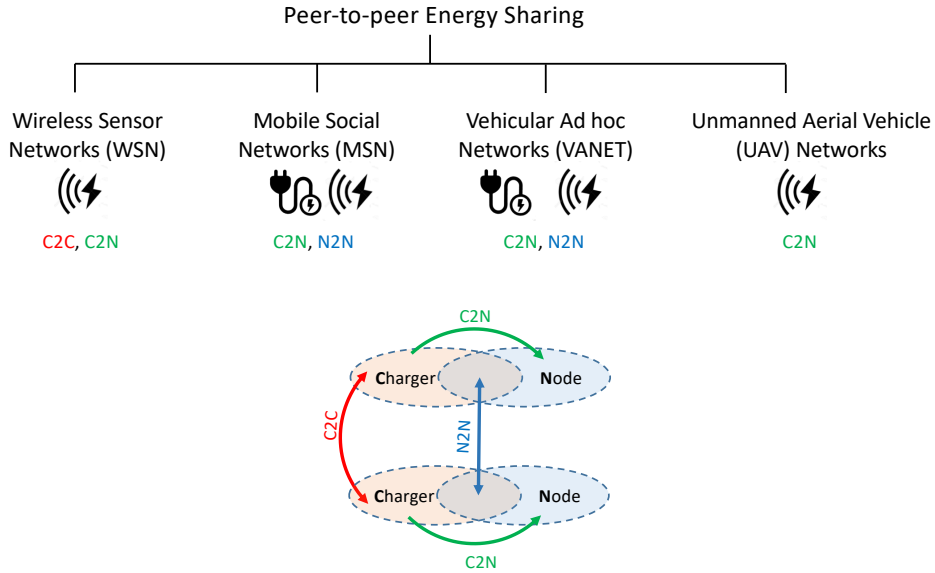 Peer-to-peer Energy Sharing
Wireless Sensor
Networks (WSN)
Mobile Social
Networks (MSN)
Vehicular Ad hoc
Networks (VANET)
Unmanned Aerial Vehicle
(UAV) Networks
C2C, C2N
C2N, N2N
C2N, N2N
C2N
C2N
Charger
Node
C2C
N2N
Charger
Node
C2N